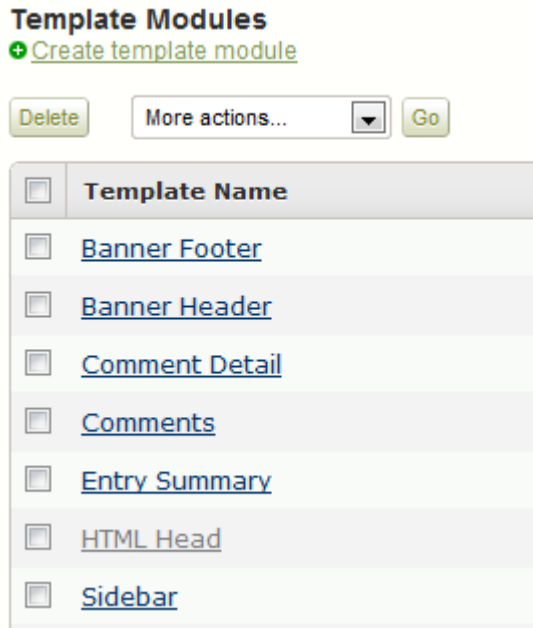 Template Modules
Create template module
Delete More actions... Go
Template Name
Banner Footer
Banner Header
Comment Detail
Comments
Entry Summary
HTML Head
Sidebar